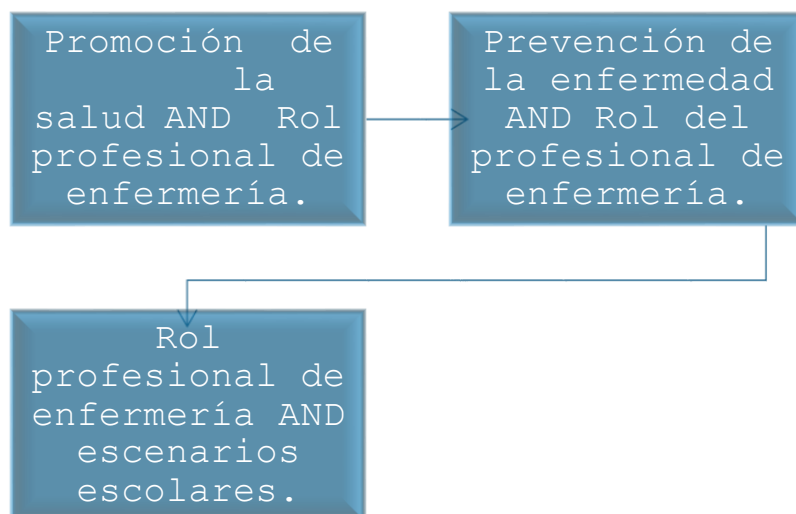 Promoción de
la
salud AND Rol
profesional de
enfermería.
Prevención de
la enfermedad
AND Rol del
profesional de
enfermería.
Rol
profesional de
enfermería AND
escenarios
escolares.